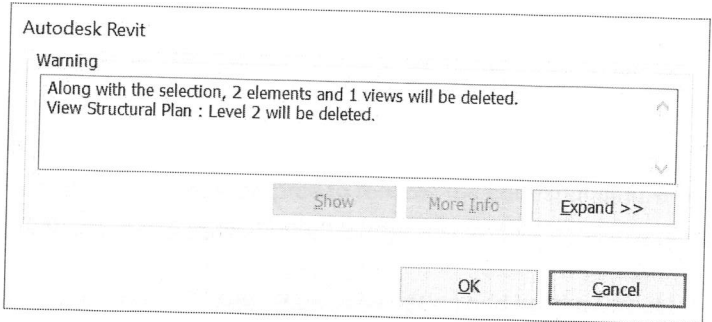 Autodesk Revit
Warning
Along with the selection, 2 elements and 1 views will be deleted.
View Structural Plan : Level 2 will be deleted.
Show
More Info
Expand >>
OK
Cancel